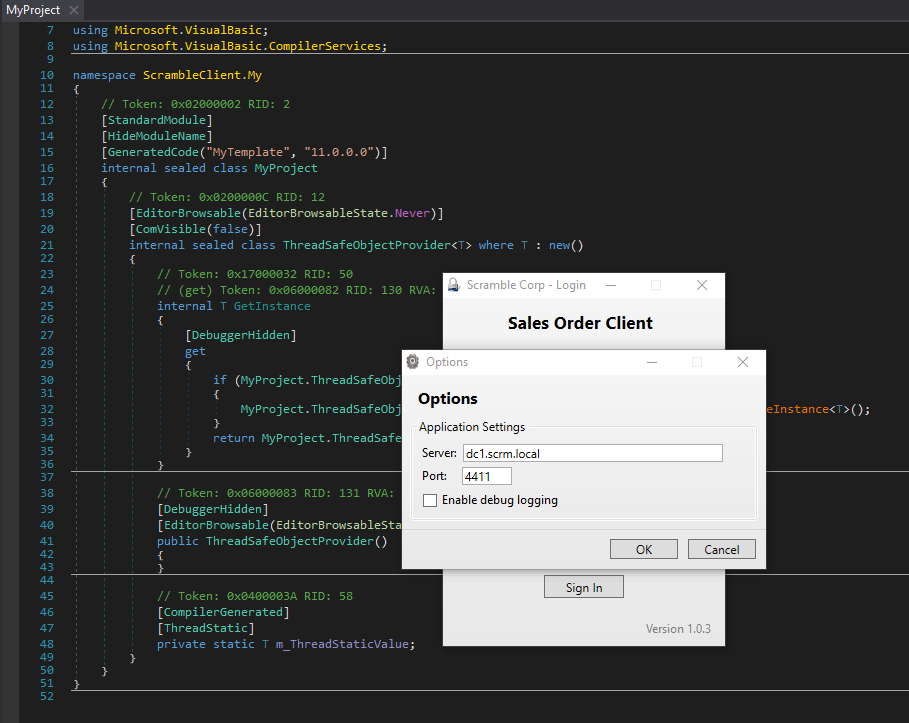 MyProject
7 using Microsoft.VisualBasic;
8 using Microsoft.VisualBasic.CompilerServices;
9
10 namespace ScrambleClient.My
11 {
12 // Token: 0x02000002 RID: 2
13 [StandardModule]
14 [HideModuleName]
15 [GeneratedCode("MyTemplate", "11.0.0.0")]
16 internal sealed class MyProject
17 {
18 // Token: 0x0200000C RID: 12
19 [EditorBrowsable(EditorBrowsableState.Never)]
20 [ComVisible(false)]
21 internal sealed class ThreadSafeObjectProvider<T> where T : new()
22 {
23 // Token: 0x17000032 RID: 50
24 // (get) Token: 0x06000082 RID: 130 RVA:
25 internal T GetInstance
26 {
27 [DebuggerHidden]
28 get
29 {
30 if (MyProject.ThreadSafeObj
31 {
32 MyProject.ThreadSafeObj eInstance<T>();
33 }
34 return MyProject.ThreadSafe
35 }
36 }
37
38 // Token: 0x06000083 RID: 131 RVA:
39 [DebuggerHidden]
40 [EditorBrowsable(EditorBrowsableSta
41 public ThreadSafeObjectProvider()
42 {
43 }
44
45 // Token: 0x0400003A RID: 58
46 [CompilerGenerated]
47 [ThreadStatic]
48 private static T m_ThreadStaticValue;
49 }
50 }
51 }
52
Scramble Corp - Login
Sales Order Client
Options
Options
Application Settings
Server: dc1.scrm.local
Port: 4411
Enable debug logging
OK Cancel
Sign In
Version 1.0.3